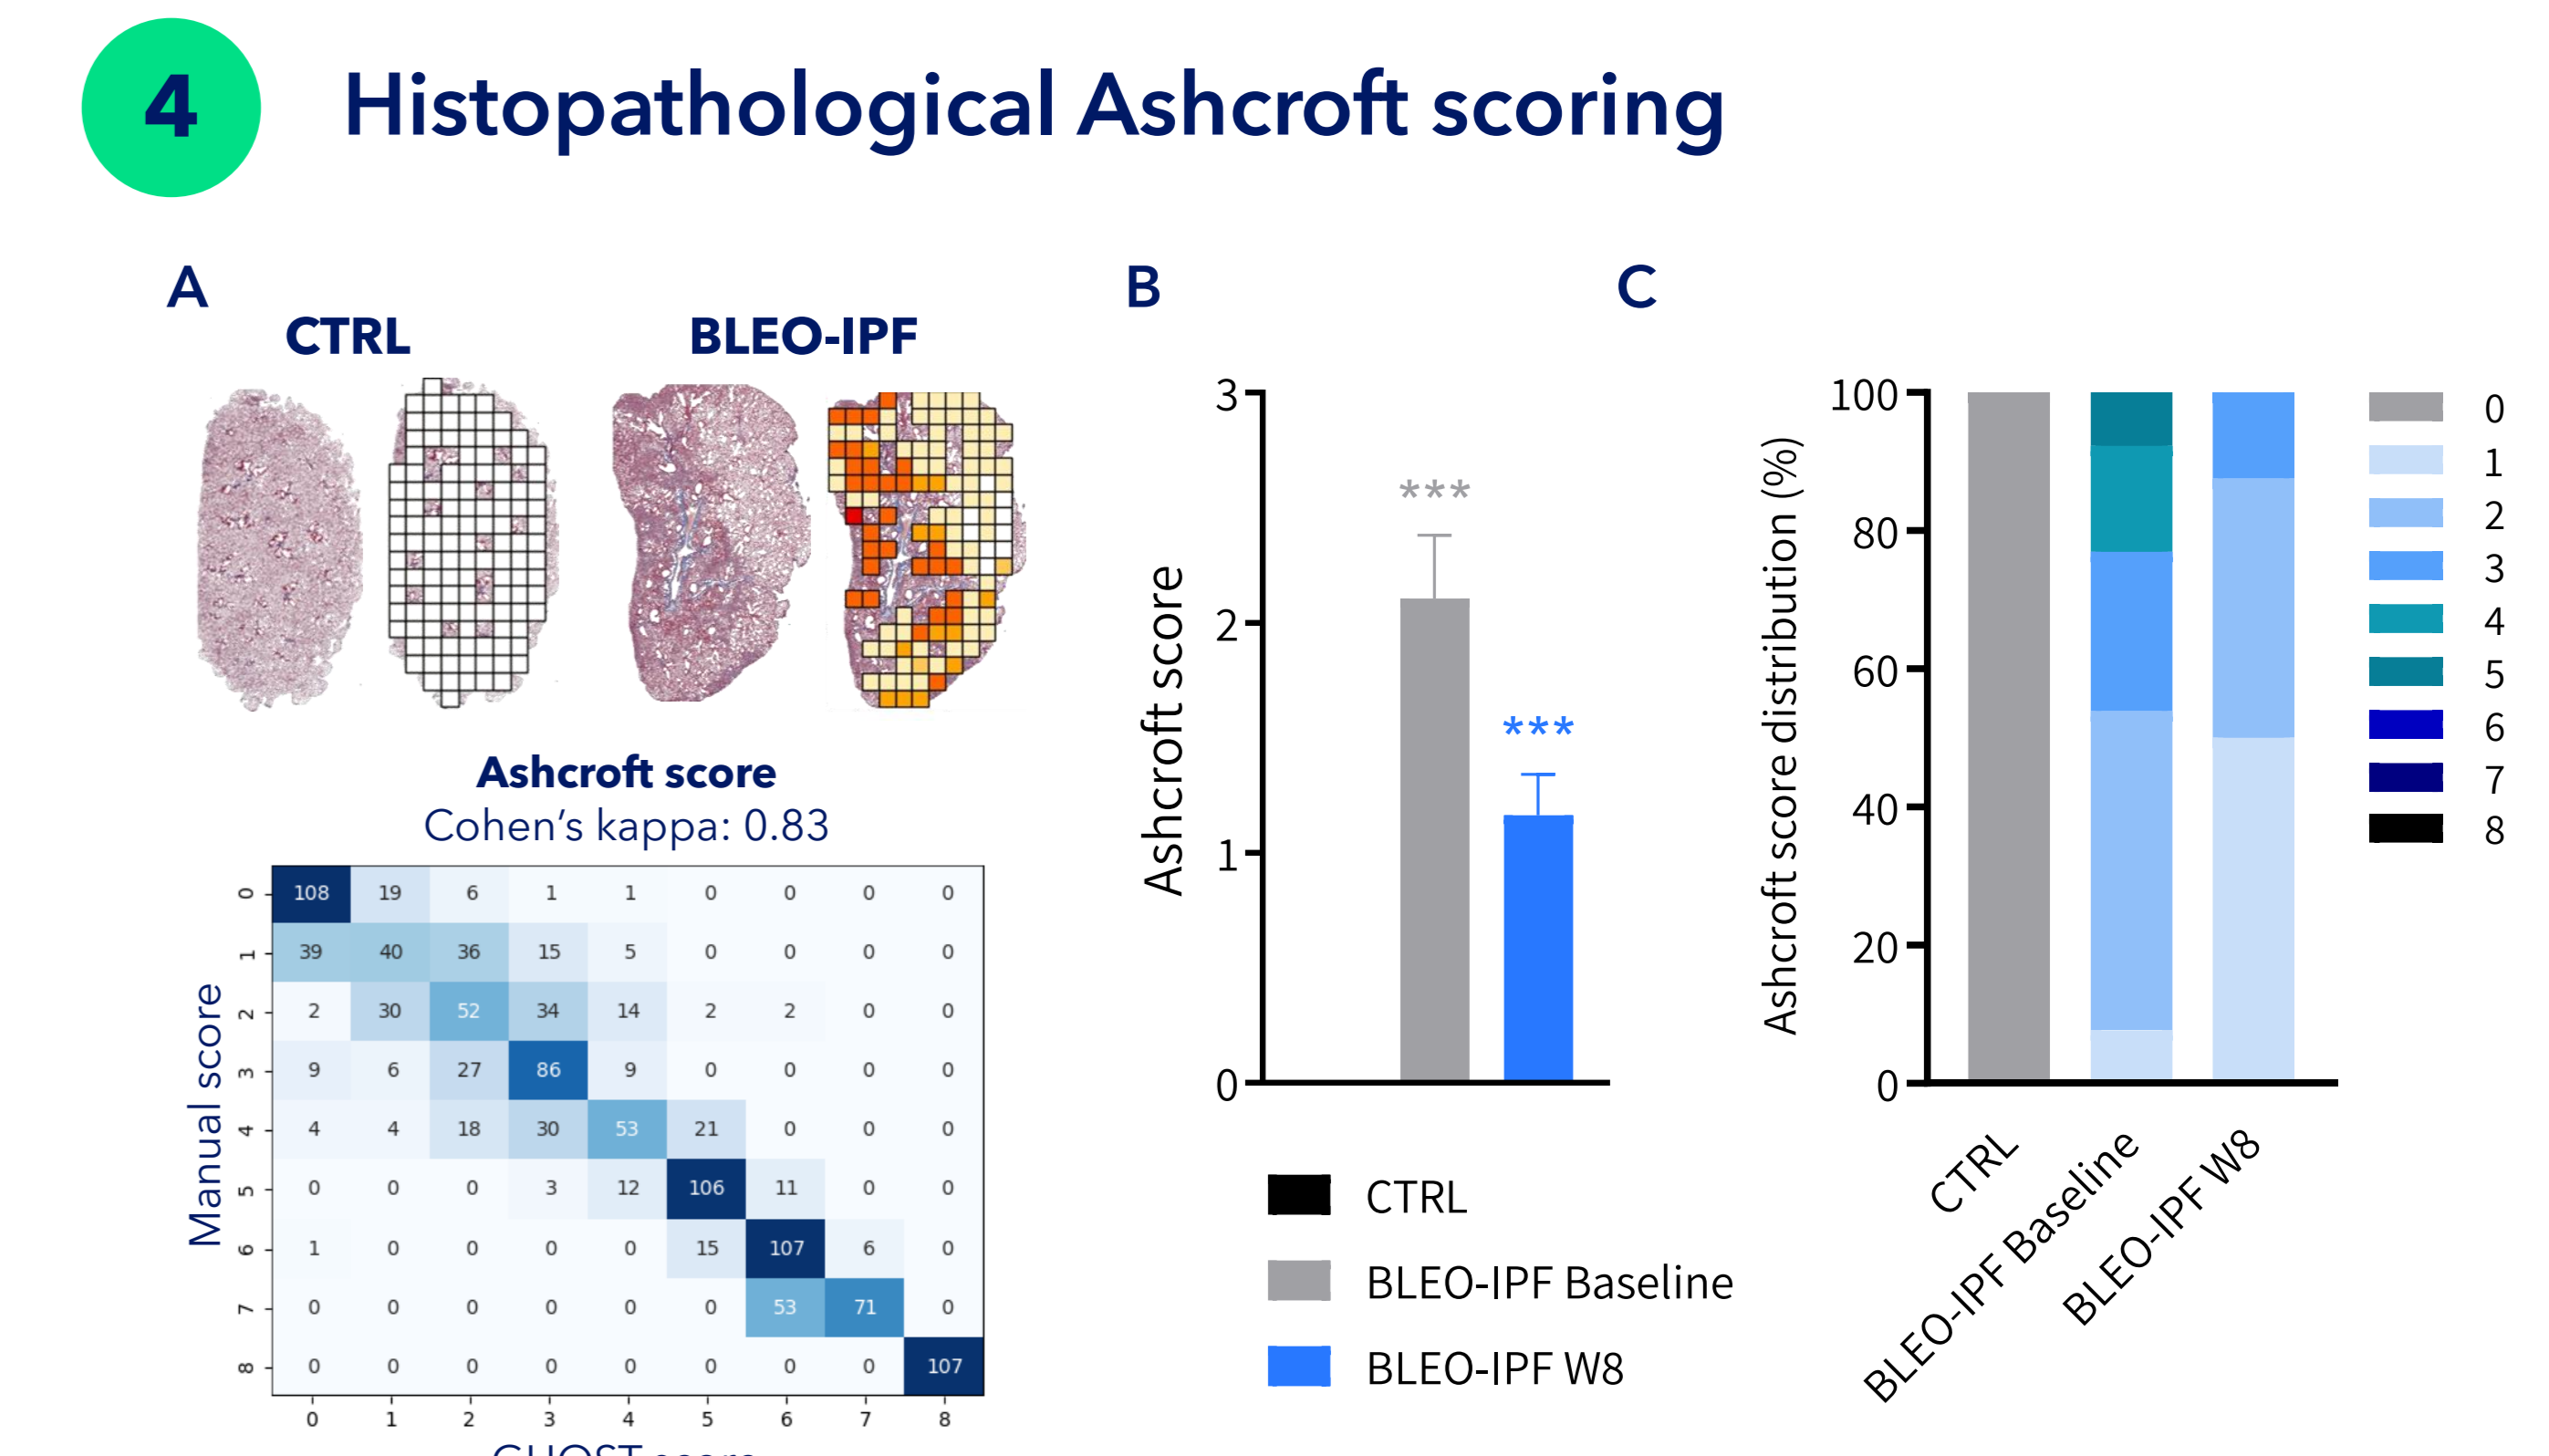 4
Histopathological Ashcroft scoring
A
CTRL
BLEO-IPF
Ashcroft score
Cohen's kappa: 0.83
Manual score
0 108 19 6 1 1 0 0 0 0
1 39 40 36 15 5 0 0 0 0
2 2 30 52 34 14 2 2 0 0
3 9 6 27 86 9 0 0 0 0
4 4 4 18 30 53 21 0 0 0
5 0 0 0 3 12 106 11 0 0
6 1 0 0 0 0 15 107 6 0
7 0 0 0 0 0 0 53 71 0
8 0 0 0 0 0 0 0 0 107
0 1 2 3 4 5 6 7 8
GHOST score
B
Ashcroft score
3
2
1
0
***
***
CTRL
BLEO-IPF Baseline
BLEO-IPF W8
C
Ashcroft score distribution (%)
100
80
60
40
20
0
CTRL
BLEO-IPF Baseline
BLEO-IPF W8
0
1
2
3
4
5
6
7
8